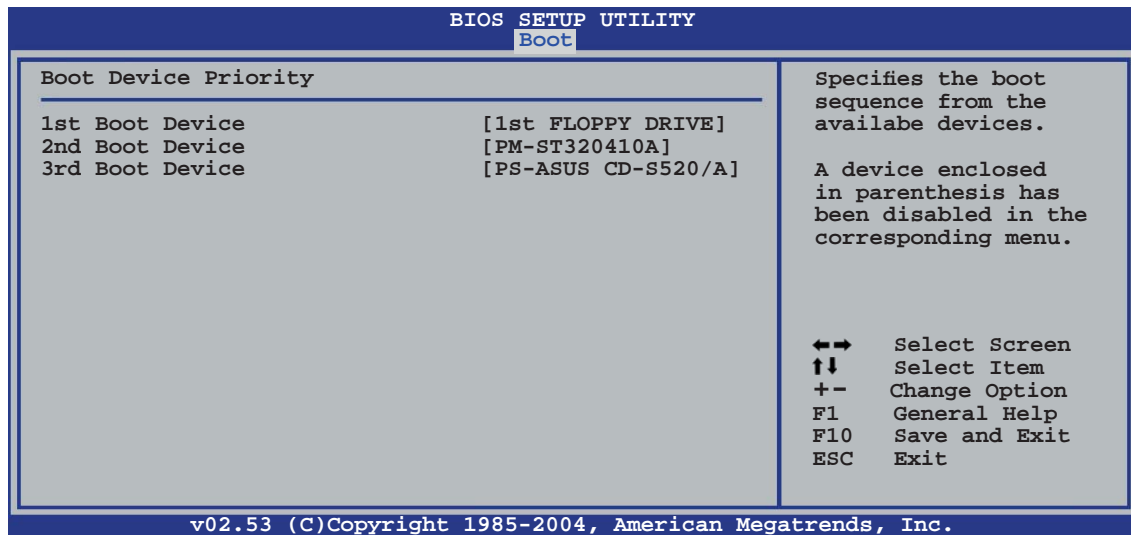 BIOS SETUP UTILITY
Boot
Boot Device Priority
1st Boot Device [1st FLOPPY DRIVE]
2nd Boot Device [PM-ST320410A]
3rd Boot Device [PS-ASUS CD-S520/A]
Specifies the boot
sequence from the
availabe devices.
A device enclosed
in parenthesis has
been disabled in the
corresponding menu.
←→ Select Screen
↑↓ Select Item
+- Change Option
F1 General Help
F10 Save and Exit
ESC Exit
v02.53 (C)Copyright 1985-2004, American Megatrends, Inc.